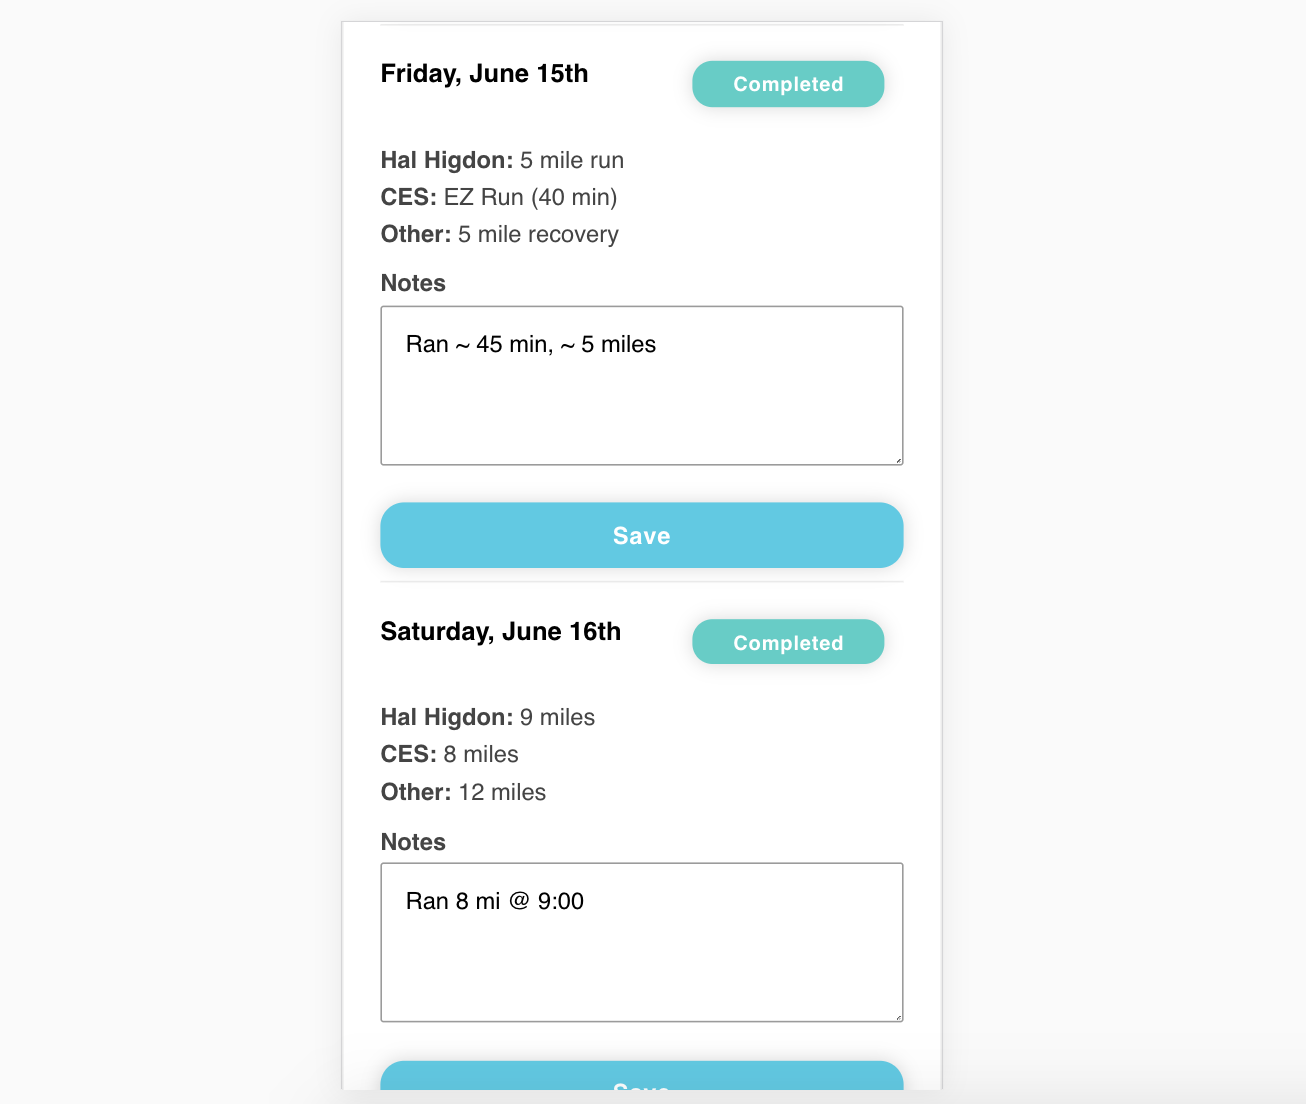 Friday, June 15th
Completed
Hal Higdon: 5 mile run
CES: EZ Run (40 min)
Other: 5 mile recovery
Notes
Ran ~ 45 min, ~ 5 miles
Save
Saturday, June 16th
Completed
Hal Higdon: 9 miles
CES: 8 miles
Other: 12 miles
Notes
Ran 8 mi @ 9:00
Save